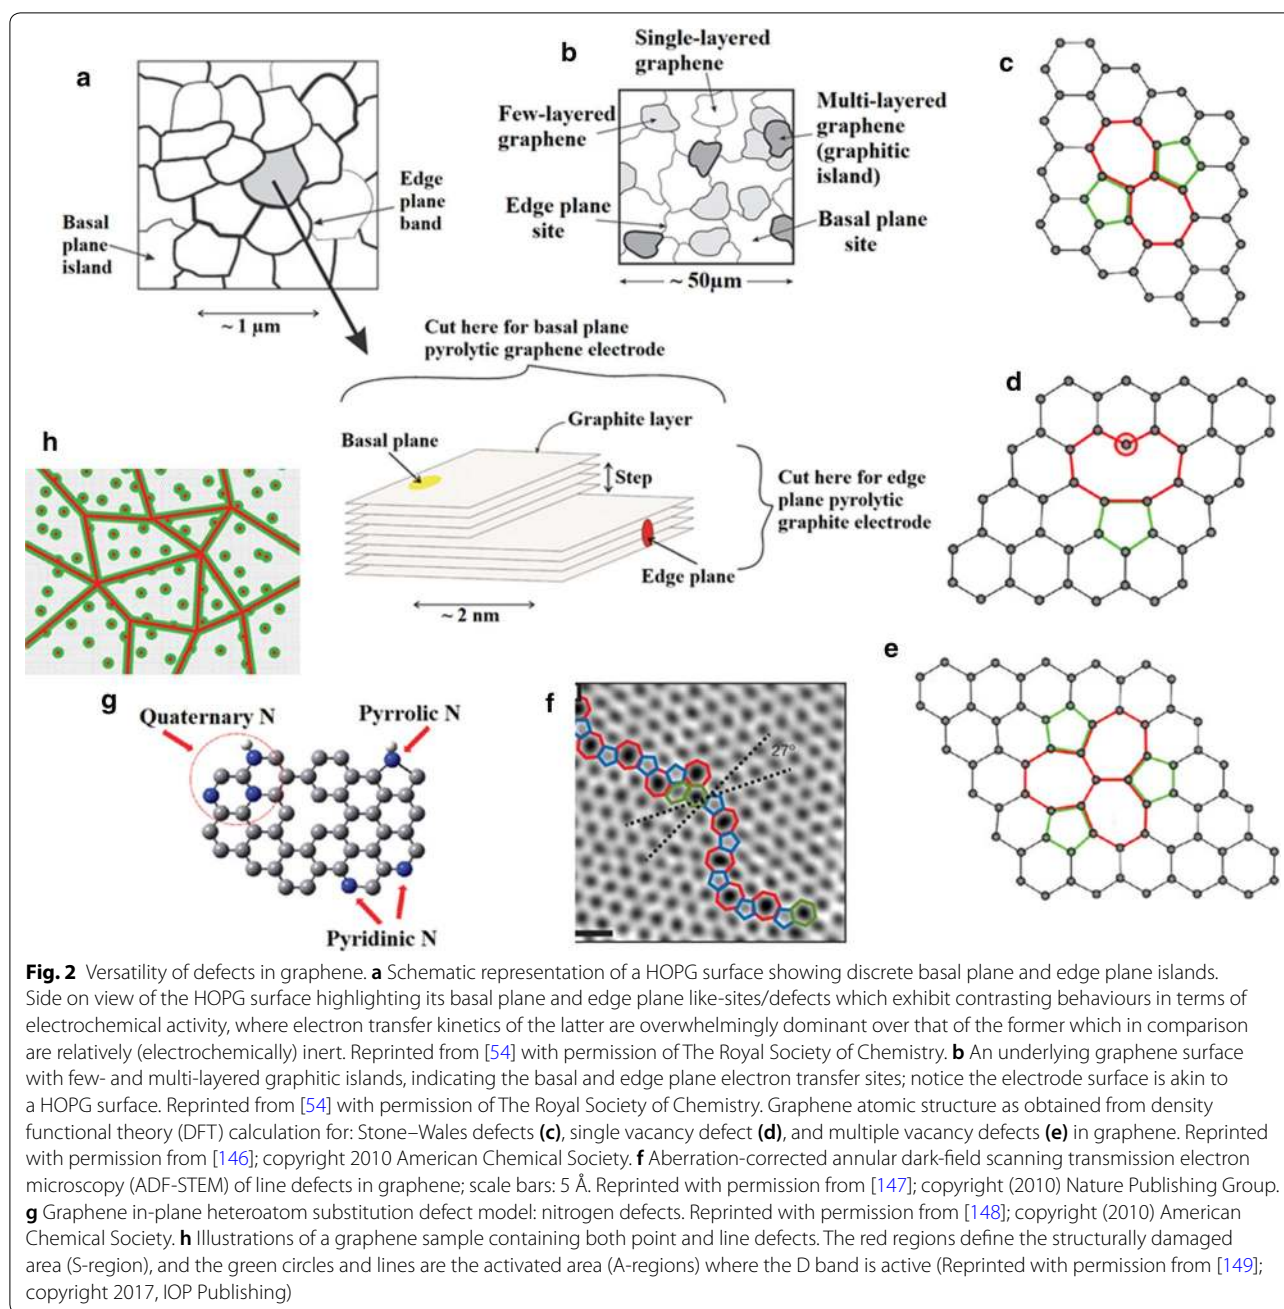 a
Basal
plane
island
Edge
plane
band
~ 1 µm
b
Single-layered
graphene
Few-layered
graphene
Multi-layered
graphene
(graphitic
island)
Edge plane
site
Basal plane
site
~ 50µm
c
Cut here for basal plane
pyrolytic graphene electrode
Graphite layer
Basal plane
Step
Cut here for edge
plane pyrolytic
graphite electrode
Edge plane
~ 2 nm
d
h
e
g
Quaternary N
Pyrrolic N
Pyridinic N
f
27°
Fig. 2 Versatility of defects in graphene. a Schematic representation of a HOPG surface showing discrete basal plane and edge plane islands.
Side on view of the HOPG surface highlighting its basal plane and edge plane like-sites/defects which exhibit contrasting behaviours in terms of
electrochemical activity, where electron transfer kinetics of the latter are overwhelmingly dominant over that of the former which in comparison
are relatively (electrochemically) inert. Reprinted from [54] with permission of The Royal Society of Chemistry. b An underlying graphene surface
with few- and multi-layered graphitic islands, indicating the basal and edge plane electron transfer sites; notice the electrode surface is akin to
a HOPG surface. Reprinted from [54] with permission of The Royal Society of Chemistry. Graphene atomic structure as obtained from density
functional theory (DFT) calculation for: Stone–Wales defects (c), single vacancy defect (d), and multiple vacancy defects (e) in graphene. Reprinted
with permission from [146]; copyright 2010 American Chemical Society. f Aberration-corrected annular dark-field scanning transmission electron
microscopy (ADF-STEM) of line defects in graphene; scale bars: 5 Å. Reprinted with permission from [147]; copyright (2010) Nature Publishing Group.
g Graphene in-plane heteroatom substitution defect model: nitrogen defects. Reprinted with permission from [148]; copyright (2010) American
Chemical Society. h Illustrations of a graphene sample containing both point and line defects. The red regions define the structurally damaged
area (S-region), and the green circles and lines are the activated area (A-regions) where the D band is active (Reprinted with permission from [149];
copyright 2017, IOP Publishing)